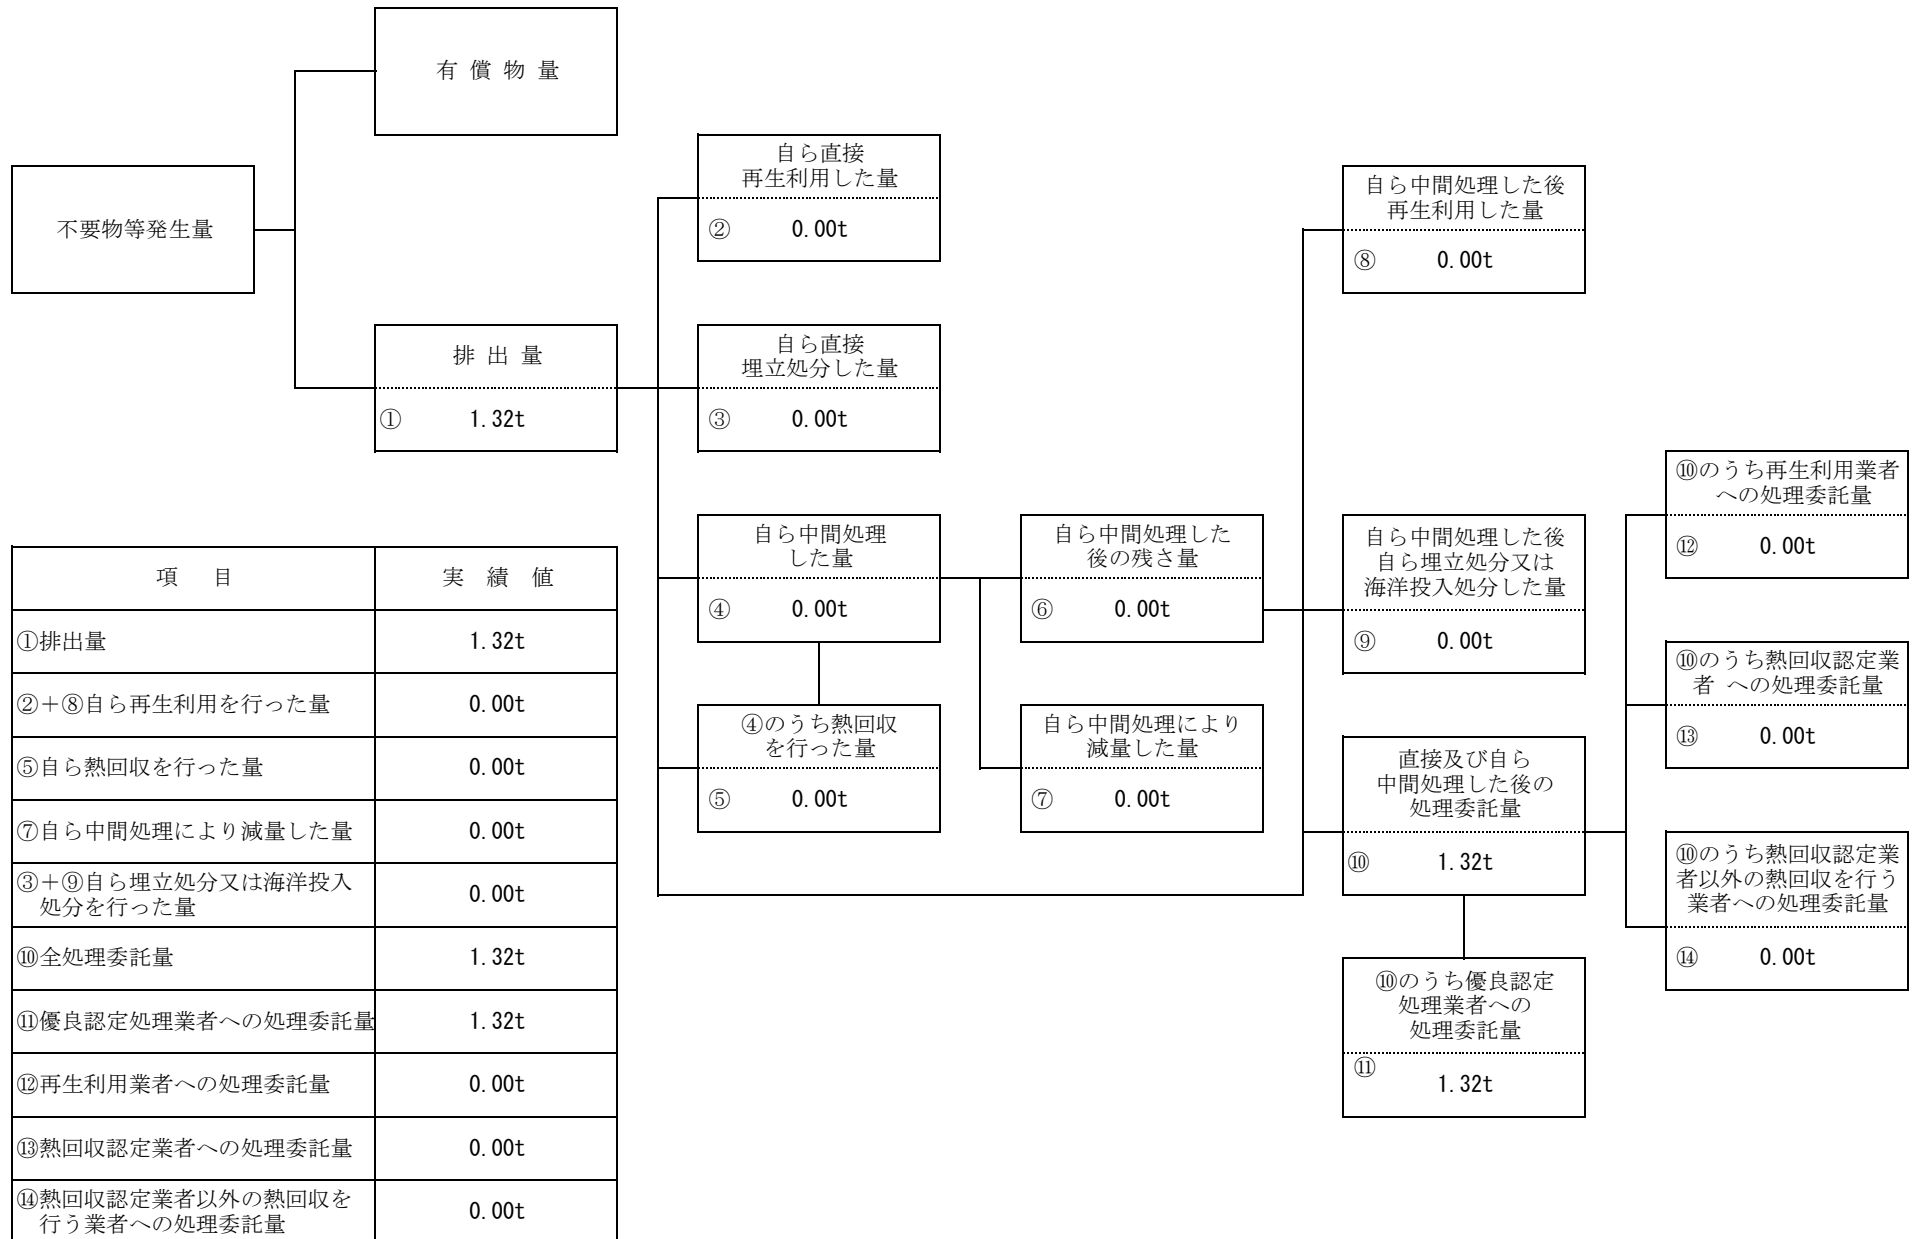 有 償 物 量
不要物等発生量
排 出 量
① 1.32t
自ら直接
再生利用した量
② 0.00t
自ら直接
埋立処分した量
③ 0.00t
自ら中間処理
した量
④ 0.00t
④のうち熱回収
を行った量
⑤ 0.00t
自ら中間処理した
後の残さ量
⑥ 0.00t
自ら中間処理により
減量した量
⑦ 0.00t
自ら中間処理した後
再生利用した量
⑧ 0.00t
自ら中間処理した後
自ら埋立処分又は
海洋投入処分した量
⑨ 0.00t
直接及び自ら
中間処理した後の
処理委託量
⑩ 1.32t
⑩のうち優良認定
処理業者への
処理委託量
⑪ 1.32t
⑩のうち再生利用業者
への処理委託量
⑫ 0.00t
⑩のうち熱回収認定業
者 への処理委託量
⑬ 0.00t
⑩のうち熱回収認定業
者以外の熱回収を行う
業者への処理委託量
⑭ 0.00t
項 目 実 績 値
①排出量 1.32t
②+⑧自ら再生利用を行った量 0.00t
⑤自ら熱回収を行った量 0.00t
⑦自ら中間処理により減量した量 0.00t
③+⑨自ら埋立処分又は海洋投入
処分を行った量 0.00t
⑩全処理委託量 1.32t
⑪優良認定処理業者への処理委託量 1.32t
⑫再生利用業者への処理委託量 0.00t
⑬熱回収認定業者への処理委託量 0.00t
⑭熱回収認定業者以外の熱回収を
行う業者への処理委託量 0.00t